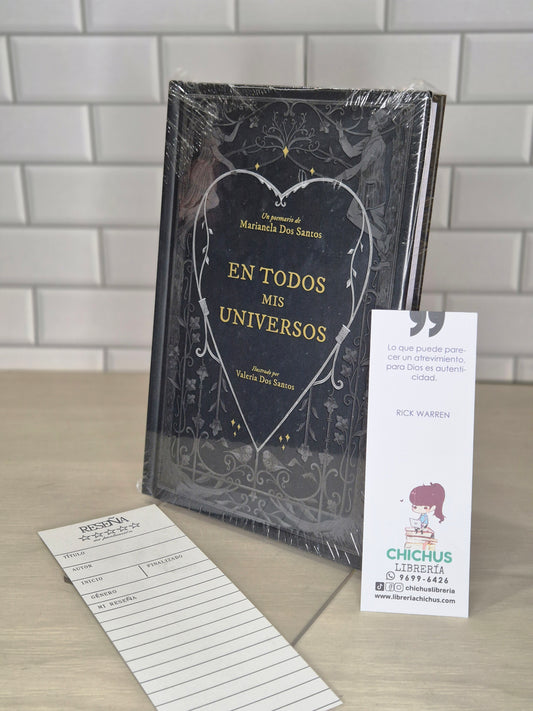 Un poemario de
Marianela Dos Santos
EN TODOS
MIS
UNIVERSOS
Ilustrado por
Valeria Dos Santos
”
Lo que puede pare-
cer un atrevimiento,
para Dios es autenti-
cidad.
RICK WARREN
CHICHUS
LIBRERÍA
9699-6426
chichuslibreria
www.libreriachichus.com
RESEÑA
TÍTULO
AUTOR
INICIO
FINALIZADO
GÉNERO
MI RESEÑA